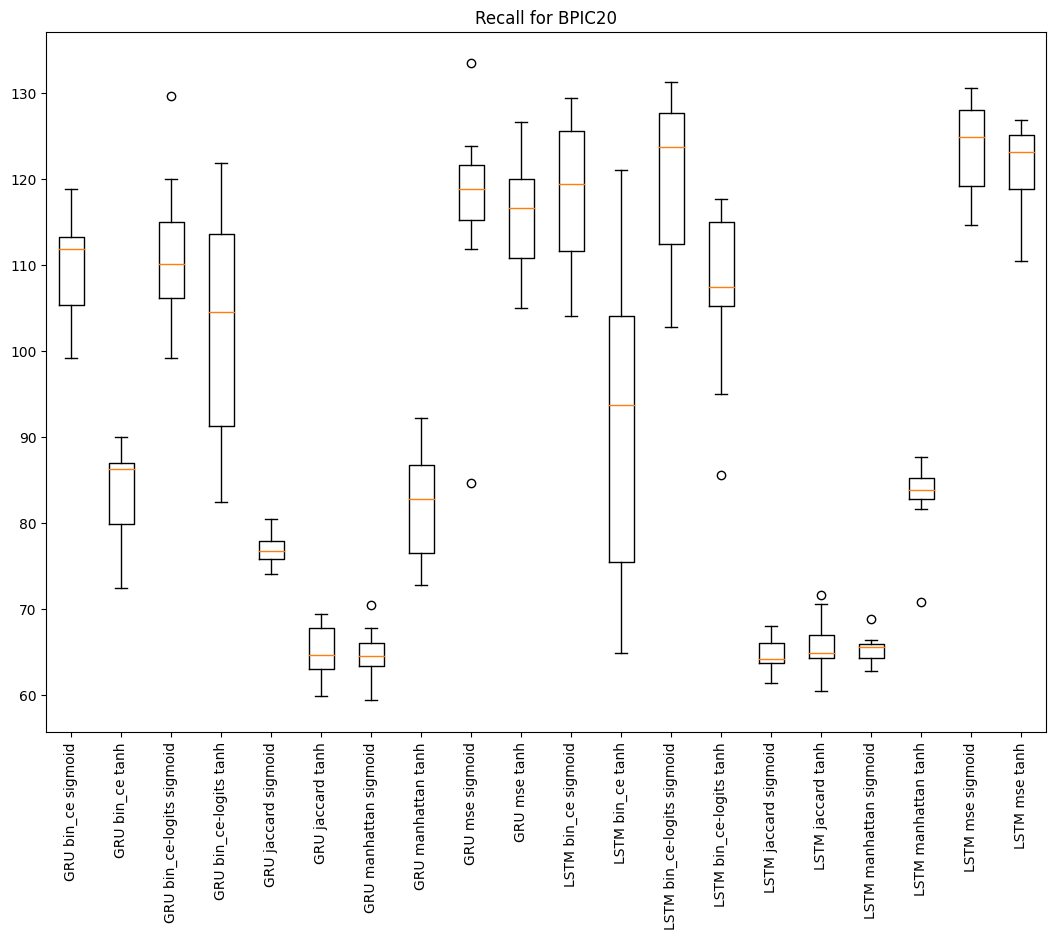 Recall for BPIC20
130
120
110
100
90
80
70
60
GRU bin_ce sigmoid
GRU bin_ce tanh
GRU bin_ce-logits sigmoid
GRU bin_ce-logits tanh
GRU jaccard sigmoid
GRU jaccard tanh
GRU manhattan sigmoid
GRU manhattan tanh
GRU mse sigmoid
GRU mse tanh
LSTM bin_ce sigmoid
LSTM bin_ce tanh
LSTM bin_ce-logits sigmoid
LSTM bin_ce-logits tanh
LSTM jaccard sigmoid
LSTM jaccard tanh
LSTM manhattan sigmoid
LSTM manhattan tanh
LSTM mse sigmoid
LSTM mse tanh